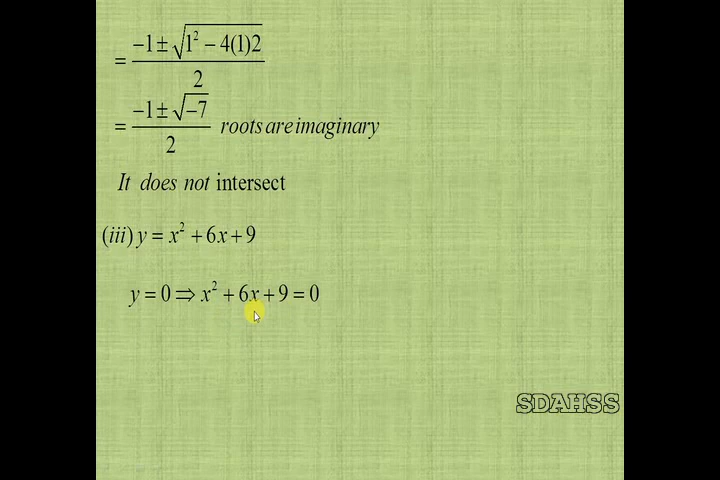 = (-1 ± √(1² - 4(1)2)) / 2
= (-1 ± √-7) / 2 roots are imaginary
It does not intersect
(iii) y = x² + 6x + 9
y = 0 ⇒ x² + 6x + 9 = 0
SDAHSS